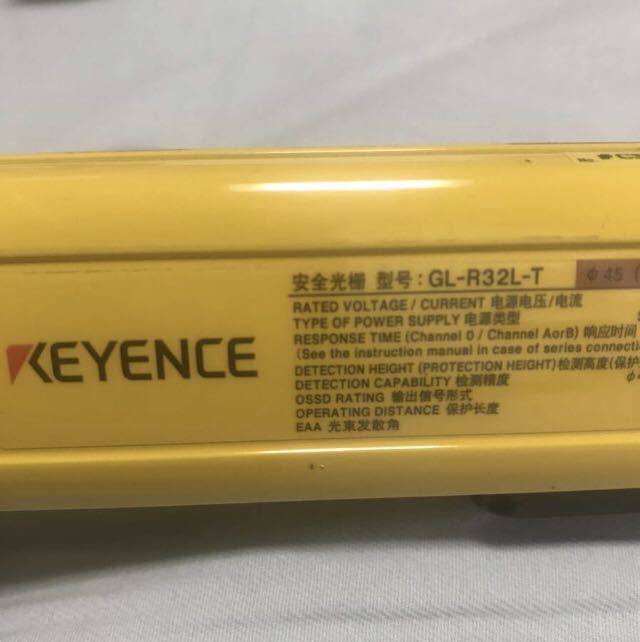 KEYENCE
安全光栅 型号: GL-R32L-T
φ45
RATED VOLTAGE / CURRENT 电源电压/电流
TYPE OF POWER SUPPLY 电源类型
RESPONSE TIME (Channel 0 / Channel AorB) 响应时间
(See the instruction manual in case of series connectio
DETECTION HEIGHT (PROTECTION HEIGHT)检测高度(保护
DETECTION CAPABILITY 检测精度
OSSD RATING 输出信号形式
OPERATING DISTANCE 保护长度
EAA 光束发散角